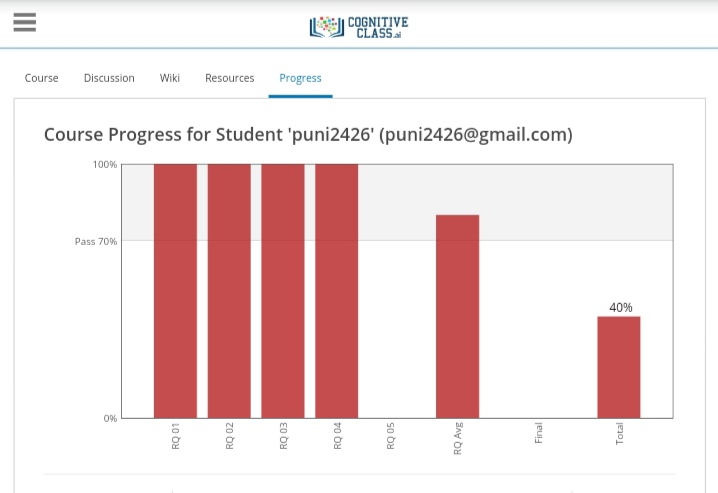 COGNITIVE
CLASS.ai
Course Discussion Wiki Resources Progress
Course Progress for Student 'puni2426' (puni2426@gmail.com)
100%
Pass 70%
40%
0%
RQ 01 RQ 02 RQ 03 RQ 04 RQ 05 RQ Avg Final Total